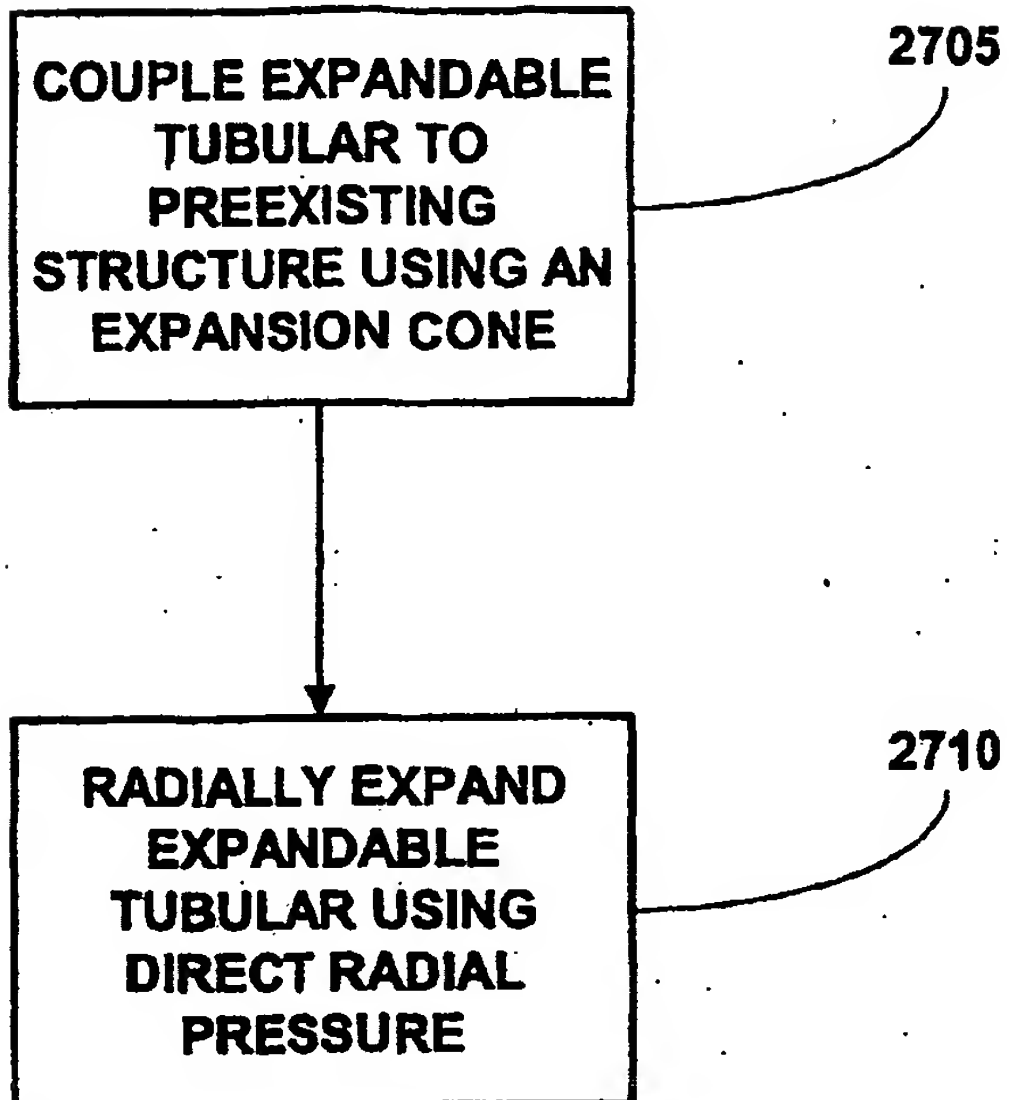 COUPLE EXPANDABLE
TUBULAR TO
PREEXISTING
STRUCTURE USING AN
EXPANSION CONE
2705
RADIALLY EXPAND
EXPANDABLE
TUBULAR USING
DIRECT RADIAL
PRESSURE
2710